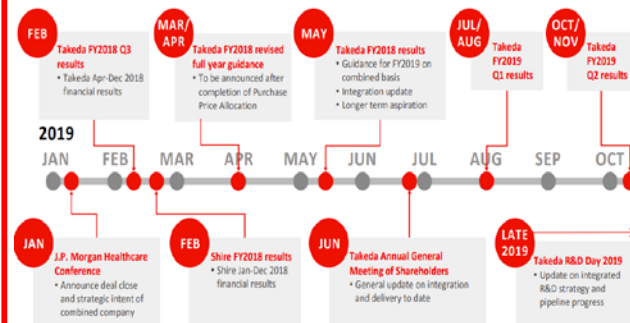 FEB
Takeda FY2018 Q3
results
• Takeda Apr-Dec 2018
financial results
MAR/
APR
Takeda FY2018 revised
full year guidance
• To be announced after
completion of Purchase
Price Allocation
MAY
Takeda FY2018 results
• Guidance for FY2019 on
combined basis
• Integration update
• Longer term aspiration
JUL/
AUG
Takeda
FY2019
Q1 results
OCT/
NOV
Takeda
FY2019
Q2 results
2019
JAN FEB MAR APR MAY JUN JUL AUG SEP OCT
JAN
J.P. Morgan Healthcare
Conference
• Announce deal close
and strategic intent of
combined company
FEB
Shire FY2018 results
• Shire Jan-Dec 2018
financial results
JUN
Takeda Annual General
Meeting of Shareholders
• General update on integration
and delivery to date
LATE
2019
Takeda R&D Day 2019
• Update on integrated
R&D strategy and
pipeline progress